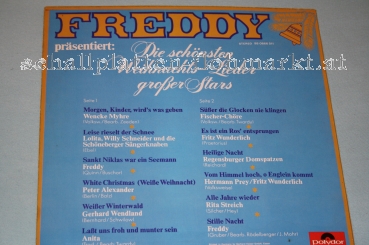 FREDDY
präsentiert:
Die schönsten
Weihnachts-Lieder
großer Stars
schallplattenflohmarkt.at
Seite 1
Morgen, Kinder, wird's was geben
Wencke Myhre
Leise rieselt der Schnee
Lolita, Willy Schneider und die
Schöneberger Sängerknaben
Sankt Niklas war ein Seemann
Freddy
White Christmas (Weiße Weihnacht)
Peter Alexander
Weißer Winterwald
Gerhard Wendland
Laßt uns froh und munter sein
Anita
Seite 2
Süßer die Glocken nie klingen
Fischer-Chöre
Es ist ein Ros' entsprungen
Fritz Wunderlich
Heilige Nacht
Regensburger Domspatzen
Vom Himmel hoch, o Englein kommt
Hermann Prey / Fritz Wunderlich
Alle Jahre wieder
Rita Streich
Stille Nacht
Freddy
Polydor